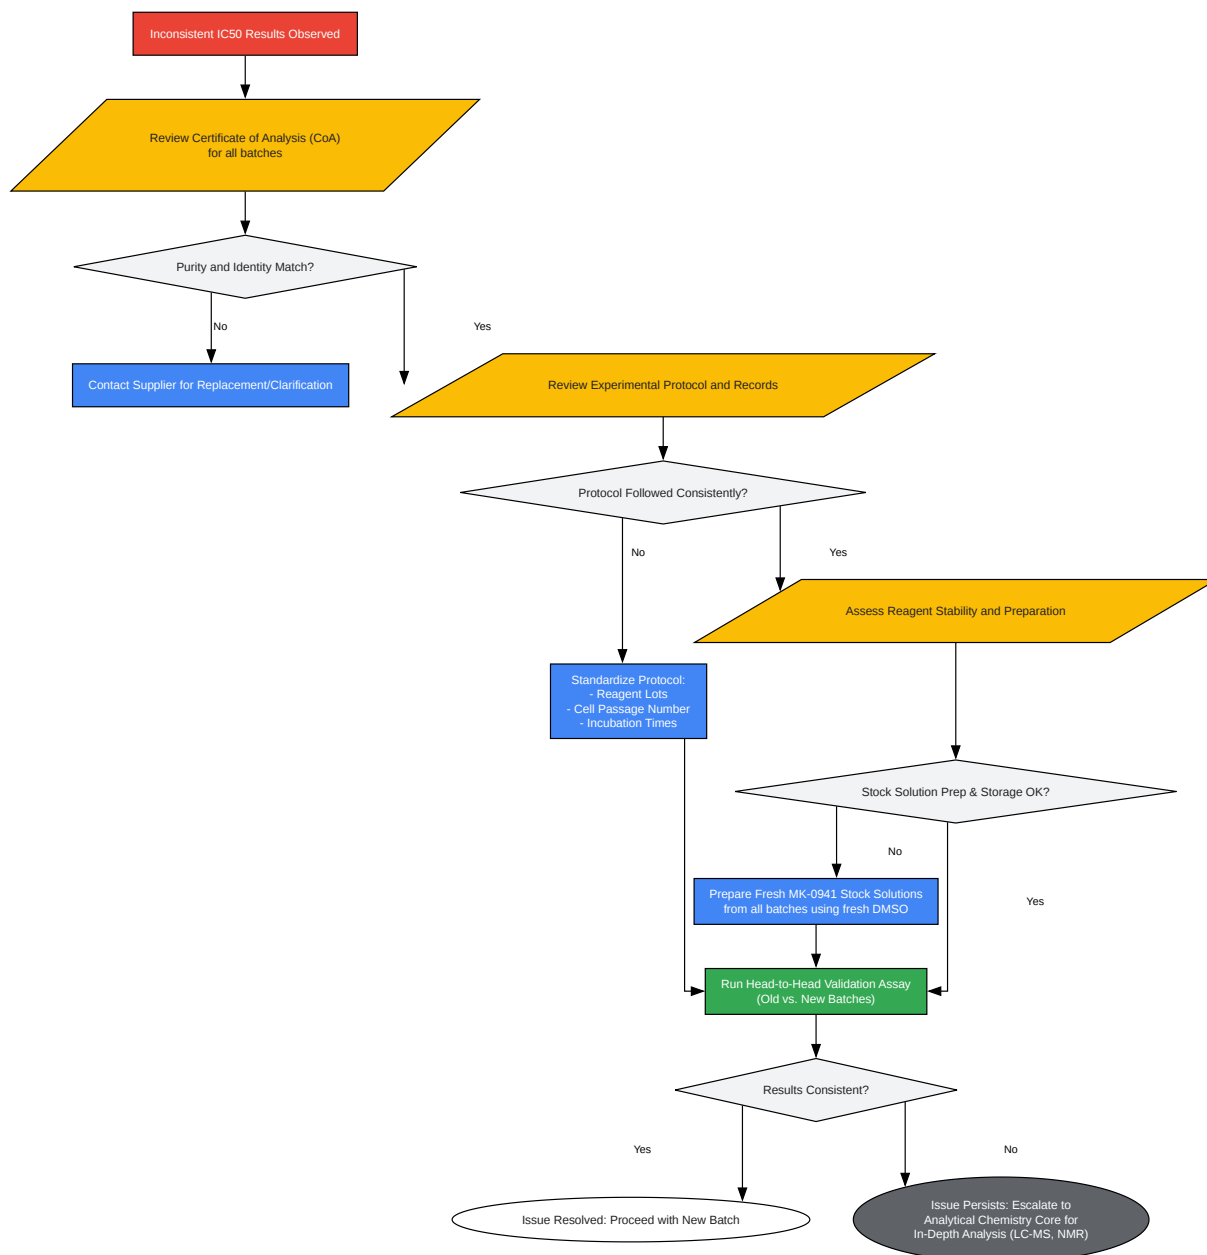 Inconsistent IC50 Results Observed
Review Certificate of Analysis (CoA)
for all batches
Purity and Identity Match?
No
Yes
Contact Supplier for Replacement/Clarification
Review Experimental Protocol and Records
Protocol Followed Consistently?
No
Yes
Assess Reagent Stability and Preparation
Standardize Protocol:
- Reagent Lots
- Cell Passage Number
- Incubation Times
Stock Solution Prep & Storage OK?
No
Yes
Prepare Fresh MK-0941 Stock Solutions
from all batches using fresh DMSO
Run Head-to-Head Validation Assay
(Old vs. New Batches)
Results Consistent?
Yes
No
Issue Resolved: Proceed with New Batch
Issue Persists: Escalate to
Analytical Chemistry Core for
In-Depth Analysis (LC-MS, NMR)